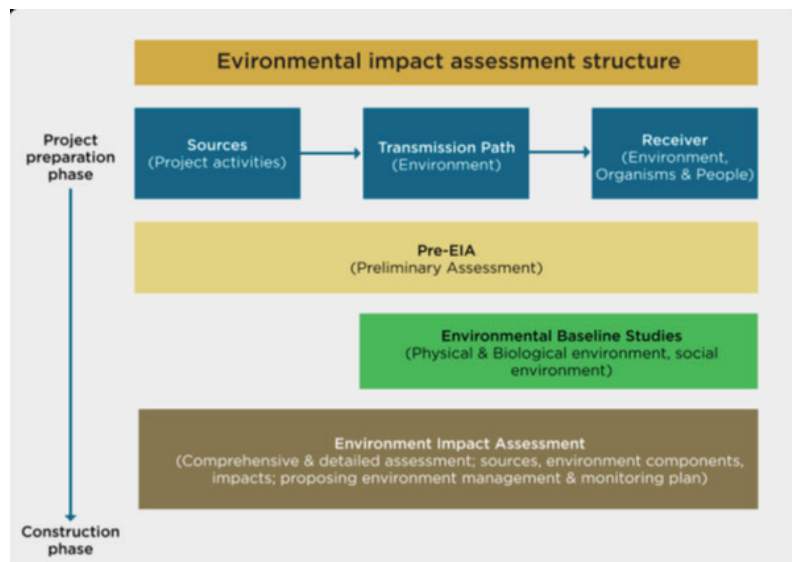 Evironmental impact assessment structure
Project
preparation
phase
Sources
(Project activities)
Transmission Path
(Environment)
Receiver
(Environment,
Organisms & People)
Pre-EIA
(Preliminary Assessment)
Environmental Baseline Studies
(Physical & Biological environment, social
environment)
Environment Impact Assessment
(Comprehensive & detailed assessment; sources, environment components,
impacts; proposing environment management & monitoring plan)
Construction
phase